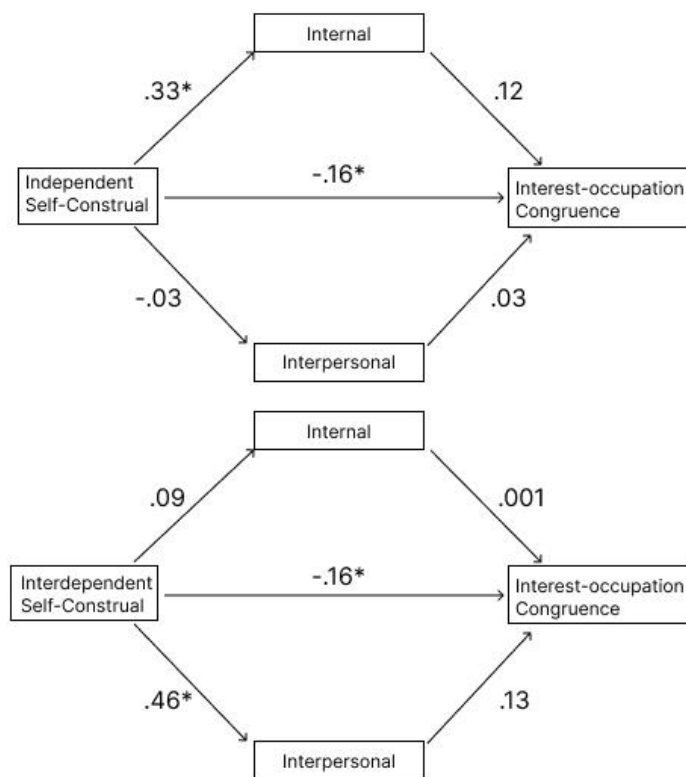 Internal
.33*
.12
-.16*
Independent
Self-Construal
Interest-occupation
Congruence
-.03
.03
Interpersonal
Internal
.09
.001
-.16*
Interdependent
Self-Construal
Interest-occupation
Congruence
.46*
.13
Interpersonal